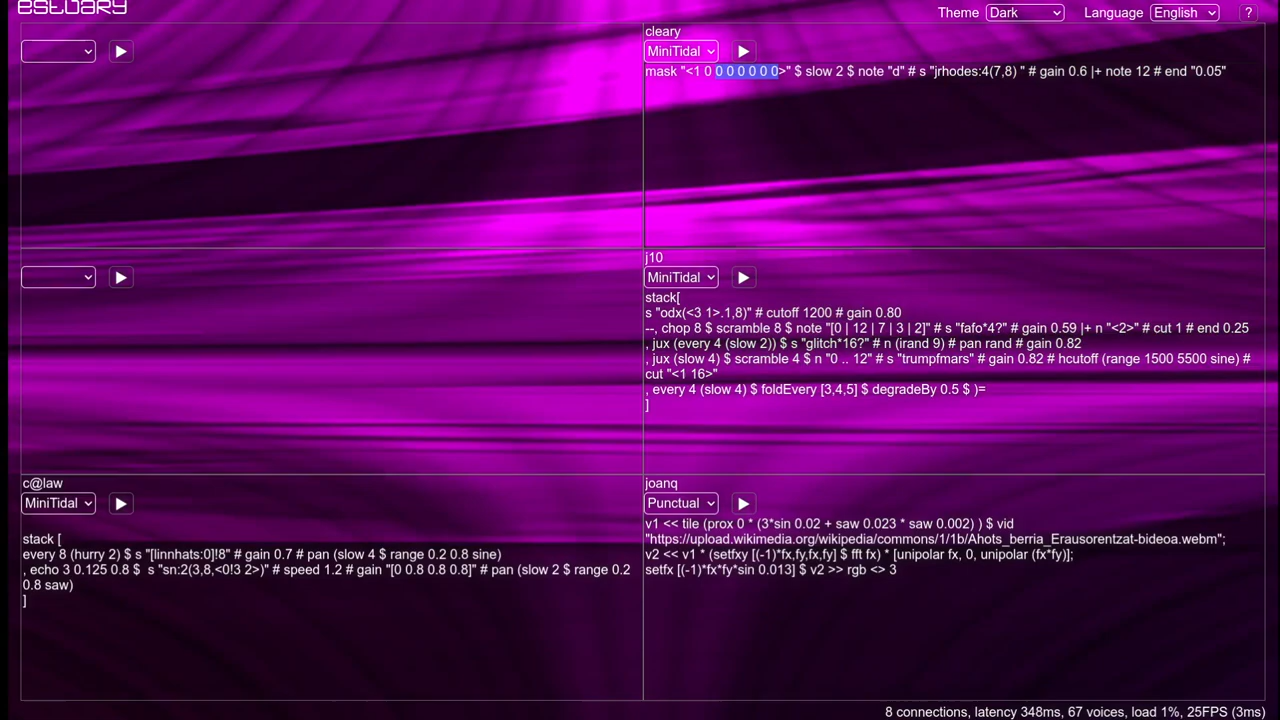 estuary
Theme Dark Language English ?
cleary
MiniTidal
mask "<1 0 0 0 0 0 0 0>" $ slow 2 $ note "d" # s "jrhodes:4(7,8) " # gain 0.6 |+ note 12 # end "0.05"
j10
MiniTidal
stack[
s "odx(<3 1>.1,8)" # cutoff 1200 # gain 0.80
--, chop 8 $ scramble 8 $ note "[0 | 12 | 7 | 3 | 2]" # s "fafo*4?" # gain 0.59 |+ n "<2>" # cut 1 # end 0.25
, jux (every 4 (slow 2)) $ s "glitch*16?" # n (irand 9) # pan rand # gain 0.82
, jux (slow 4) $ scramble 4 $ n "0 .. 12" # s "trumpfmars" # gain 0.82 # hcutoff (range 1500 5500 sine) #
cut "<1 16>"
, every 4 (slow 4) $ foldEvery [3,4,5] $ degradeBy 0.5 $ )=
]
c@law
MiniTidal
stack [
every 8 (hurry 2) $ s "[linnhats:0]!8" # gain 0.7 # pan (slow 4 $ range 0.2 0.8 sine)
, echo 3 0.125 0.8 $  s "sn:2(3,8,<0!3 2>)" # speed 1.2 # gain "[0 0.8 0.8 0.8]" # pan (slow 2 $ range 0.2
0.8 saw)
]
joanq
Punctual
v1 << tile (prox 0 * (3*sin 0.02 + saw 0.023 * saw 0.002) ) $ vid
"https://upload.wikimedia.org/wikipedia/commons/1/1b/Ahots_berria_Erausorentzat-bideoa.webm";
v2 << v1 * (setfxy [(-1)*fx,fy,fx,fy] $ fft fx) * [unipolar fx, 0, unipolar (fx*fy)];
setfx [(-1)*fx*fy*sin 0.013] $ v2 >> rgb <> 3
8 connections, latency 348ms, 67 voices, load 1%, 25FPS (3ms)